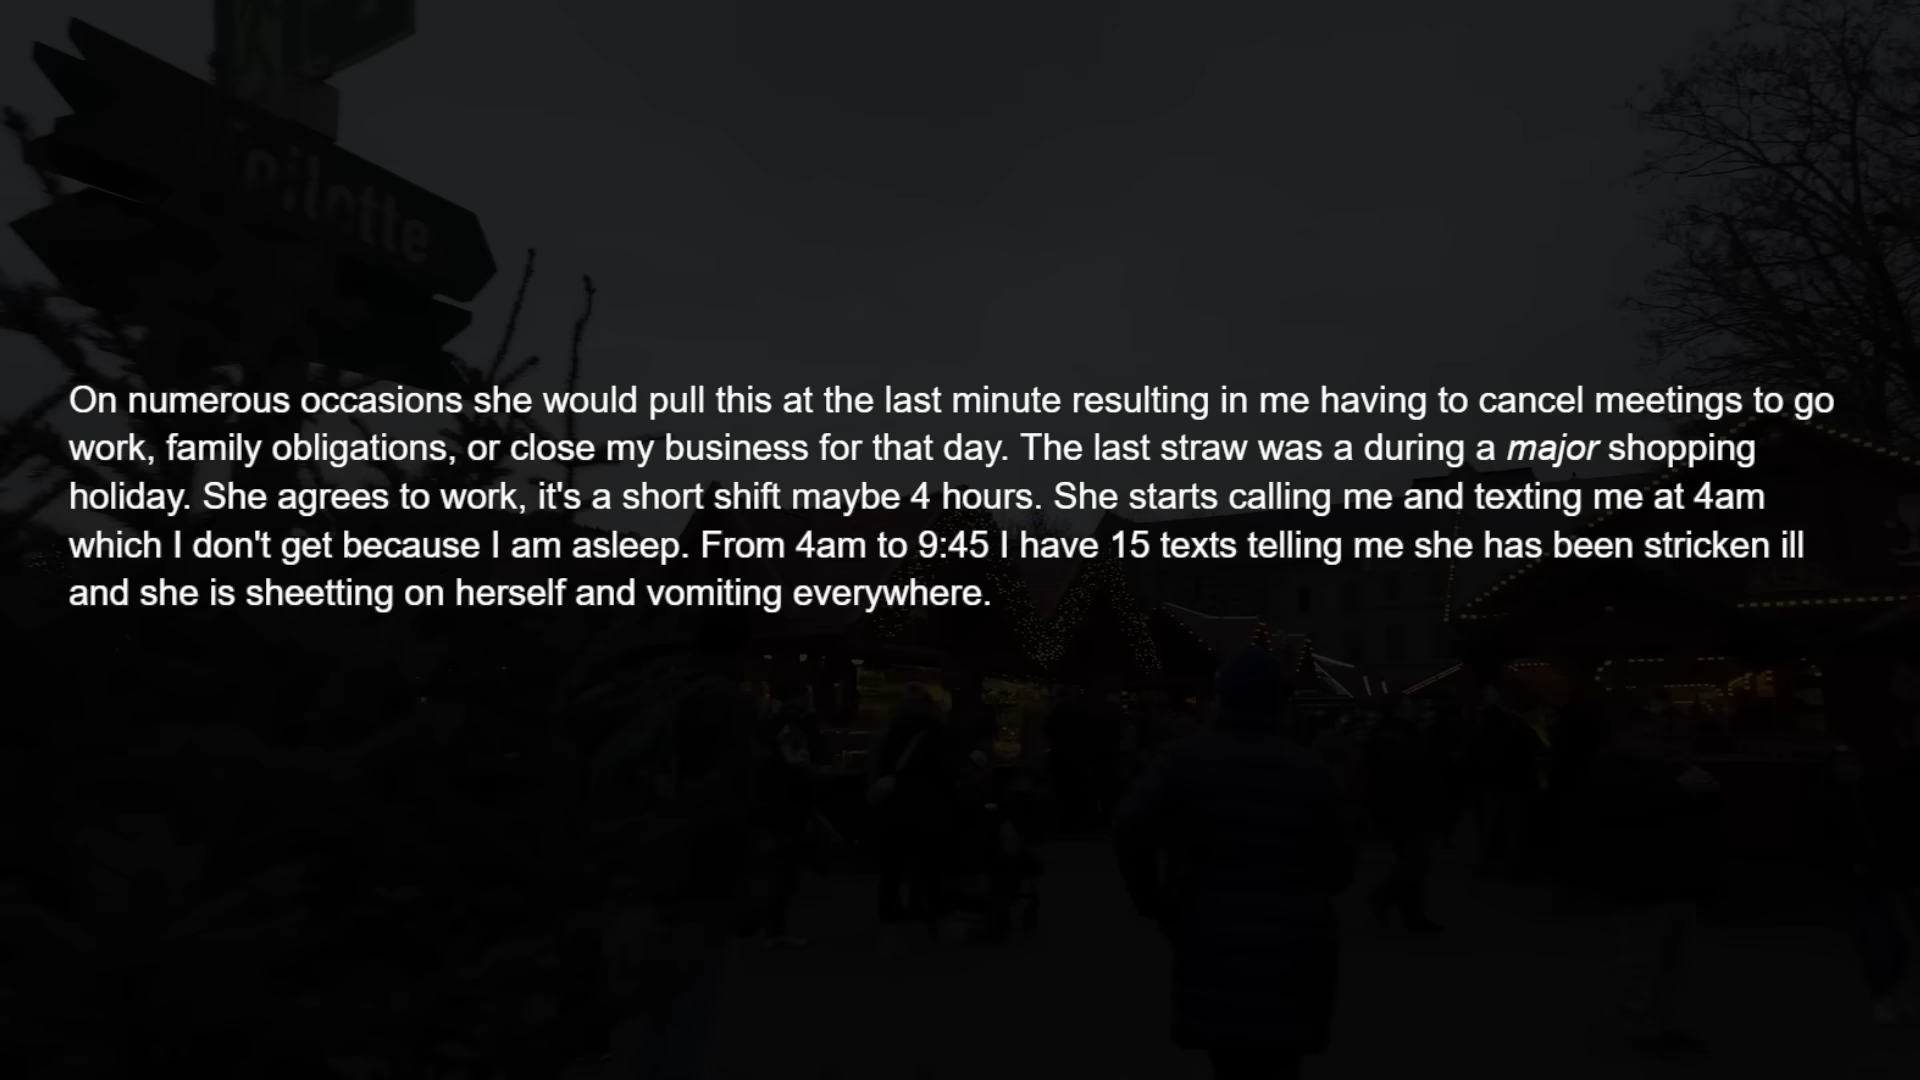 On numerous occasions she would pull this at the last minute resulting in me having to cancel meetings to go
work, family obligations, or close my business for that day. The last straw was a during a major shopping
holiday. She agrees to work, it's a short shift maybe 4 hours. She starts calling me and texting me at 4am
which I don't get because I am asleep. From 4am to 9:45 I have 15 texts telling me she has been stricken ill
and she is sheetting on herself and vomiting everywhere.